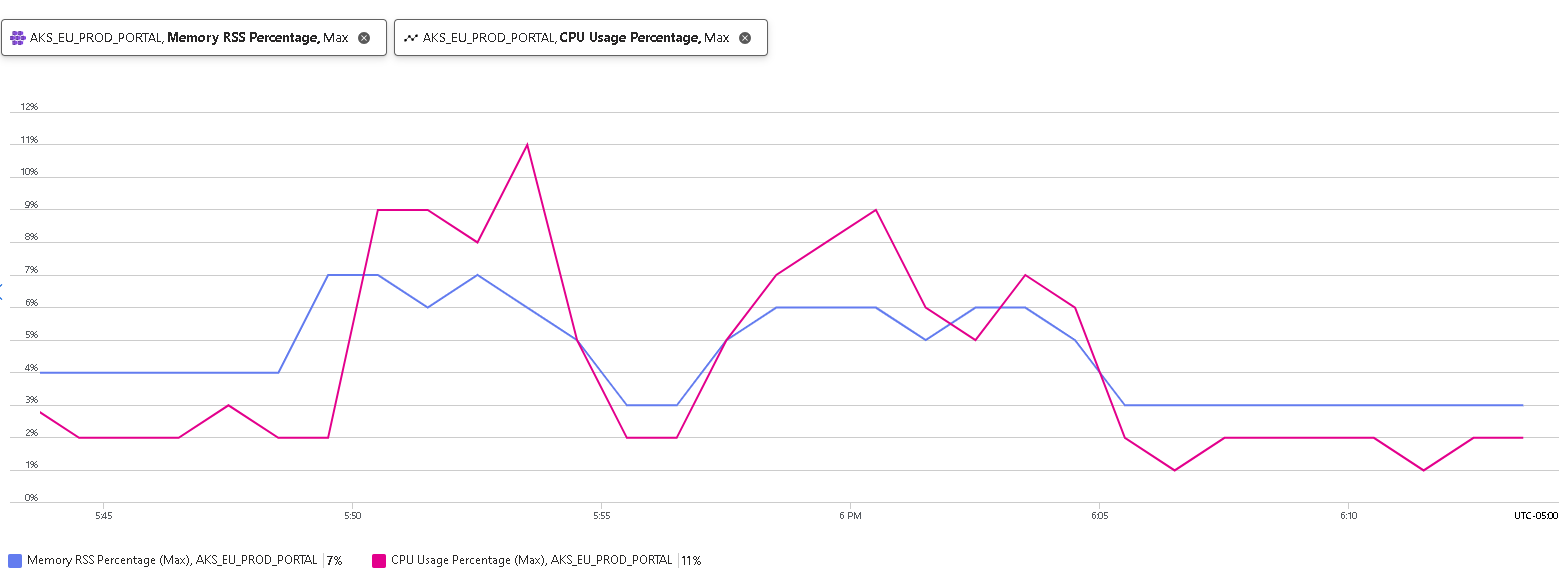 AKS_EU_PROD_PORTAL, Memory RSS Percentage, Max
AKS_EU_PROD_PORTAL, CPU Usage Percentage, Max
12%
11%
10%
9%
8%
7%
6%
5%
4%
3%
2%
1%
0%
5:45 5:50 5:55 6 PM 6:05 6:10 UTC-05:00
Memory RSS Percentage (Max), AKS_EU_PROD_PORTAL | 7%
CPU Usage Percentage (Max), AKS_EU_PROD_PORTAL | 11%